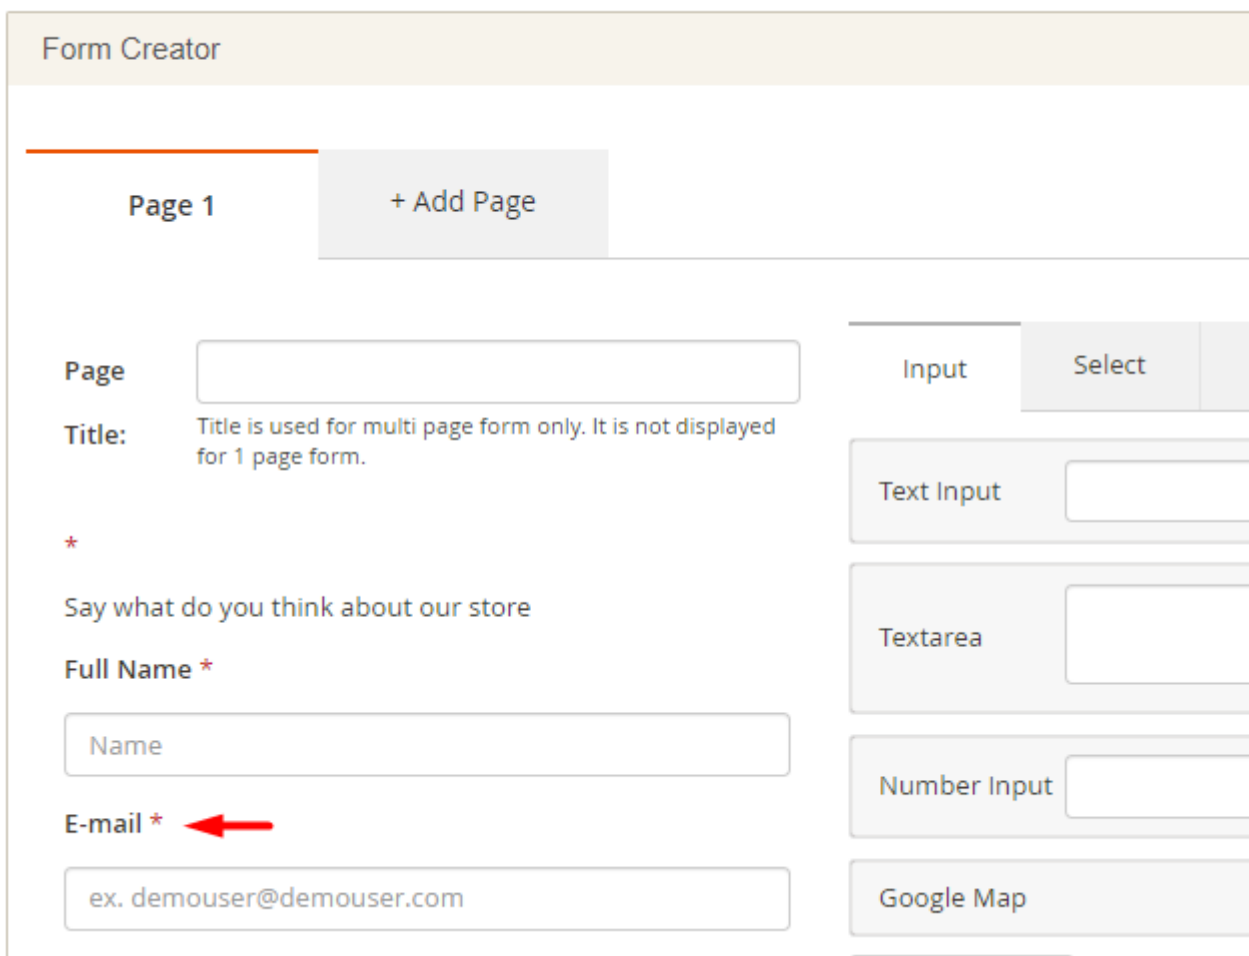 Form Creator
Page 1
+ Add Page
Page
Title:
Title is used for multi page form only. It is not displayed
for 1 page form.
*
Say what do you think about our store
Full Name *
Name
E-mail *
ex. demouser@demouser.com
Input
Select
Text Input
Textarea
Number Input
Google Map